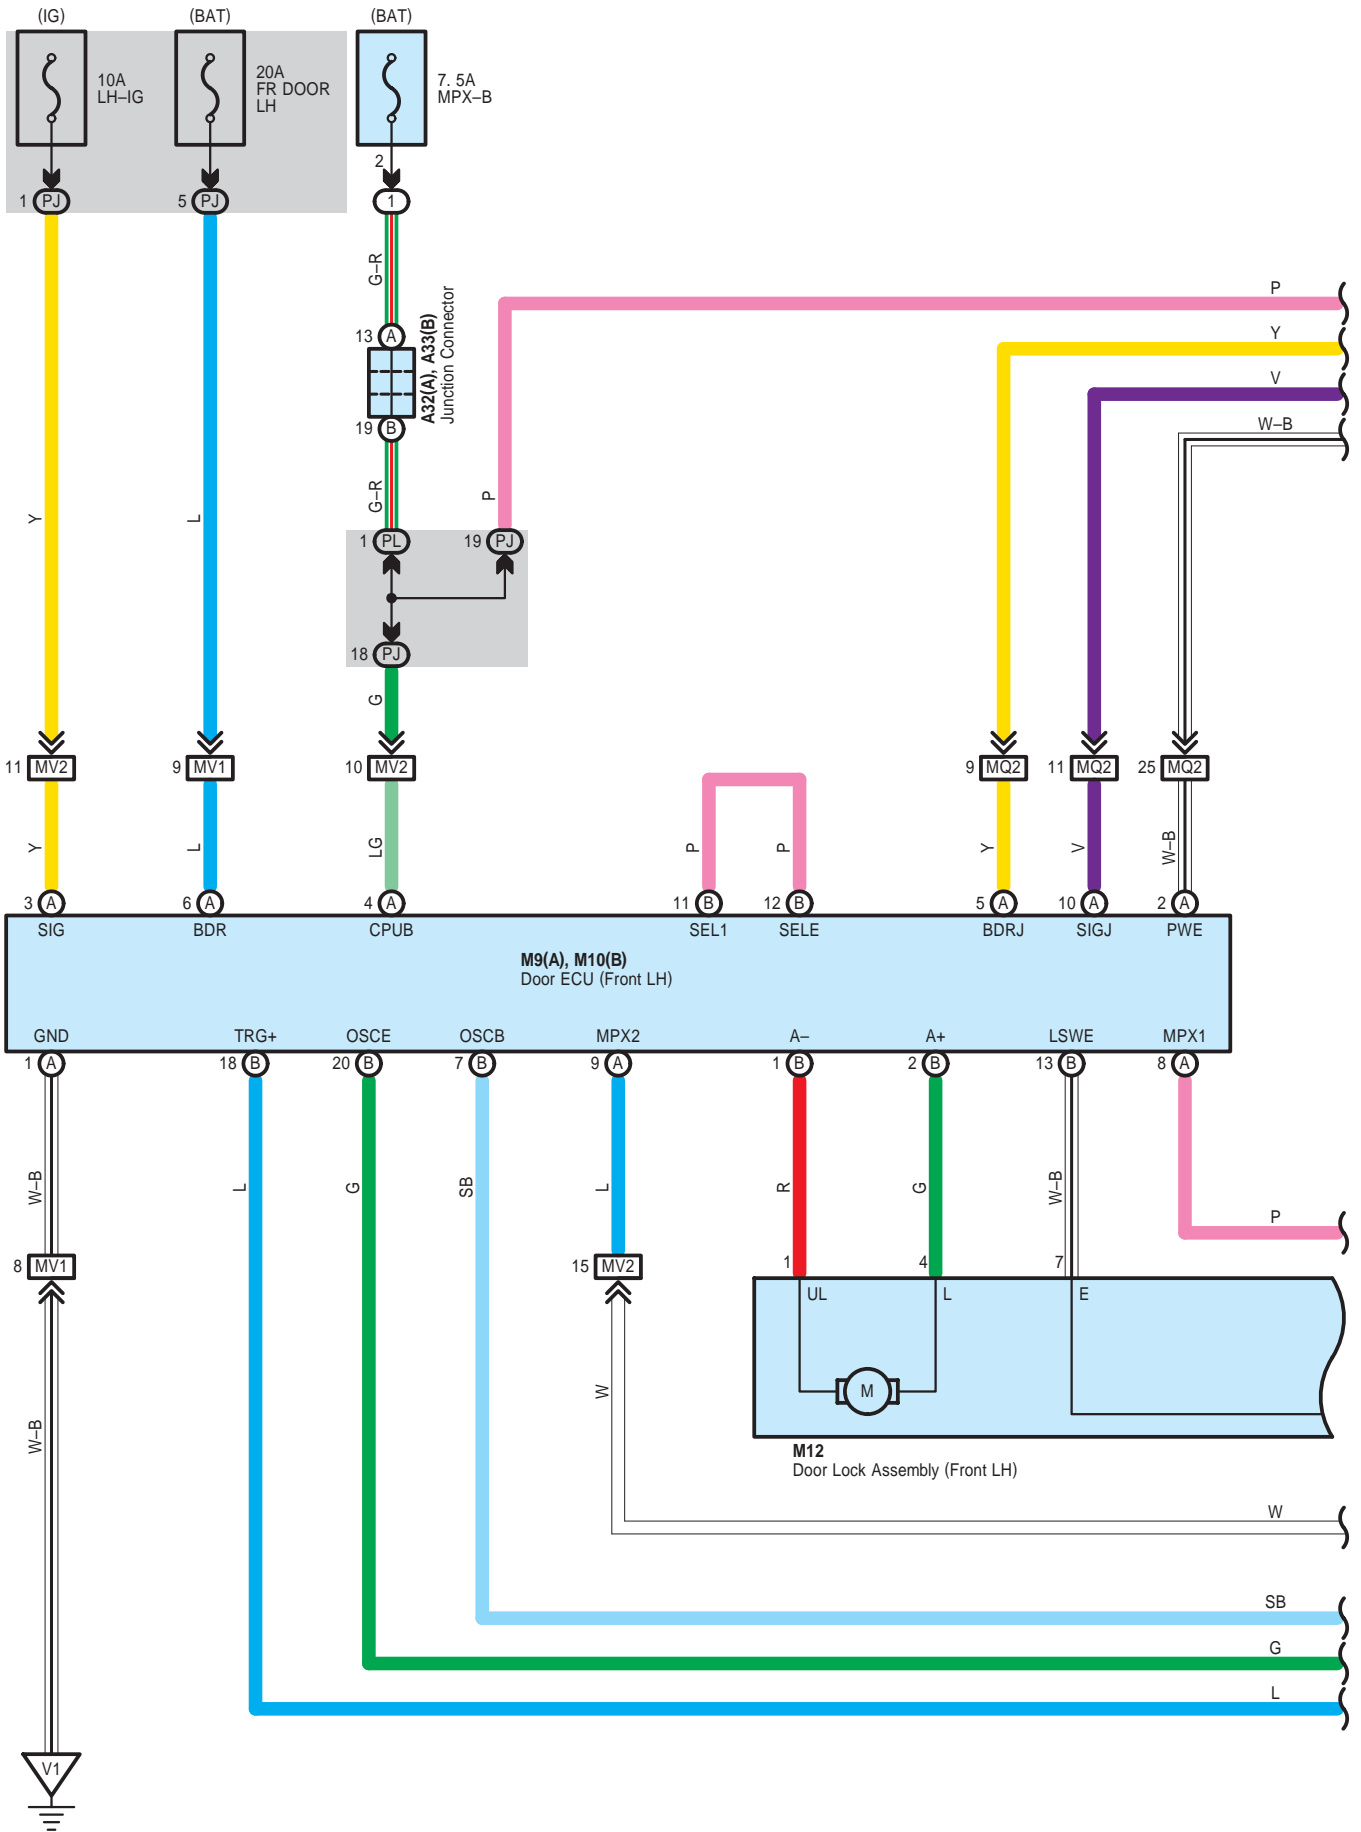 (IG)
(BAT)
(BAT)
10A
LH–IG
20A
FR DOOR
LH
7. 5A
MPX–B
2
1 PJ
5 PJ
1
G–R
13 A
A32(A), A33(B)
Junction Connector
19 B
G–R
P
P
Y
V
W–B
Y
L
1 PL
19 PJ
18 PJ
G
11 MV2
9 MV1
10 MV2
9 MQ2
11 MQ2
25 MQ2
Y
L
LG
P
P
Y
V
W–B
3 A
6 A
4 A
11 B
12 B
5 A
10 A
2 A
SIG
BDR
CPUB
SEL1
SELE
BDRJ
SIGJ
PWE
M9(A), M10(B)
Door ECU (Front LH)
GND
TRG+
OSCE
OSCB
MPX2
A–
A+
LSWE
MPX1
1 A
18 B
20 B
7 B
9 A
1 B
2 B
13 B
8 A
W–B
L
G
SB
L
R
G
W–B
P
8 MV1
15 MV2
1
4
7
UL
L
E
M
W–B
W
M12
Door Lock Assembly (Front LH)
W
SB
G
L
V1